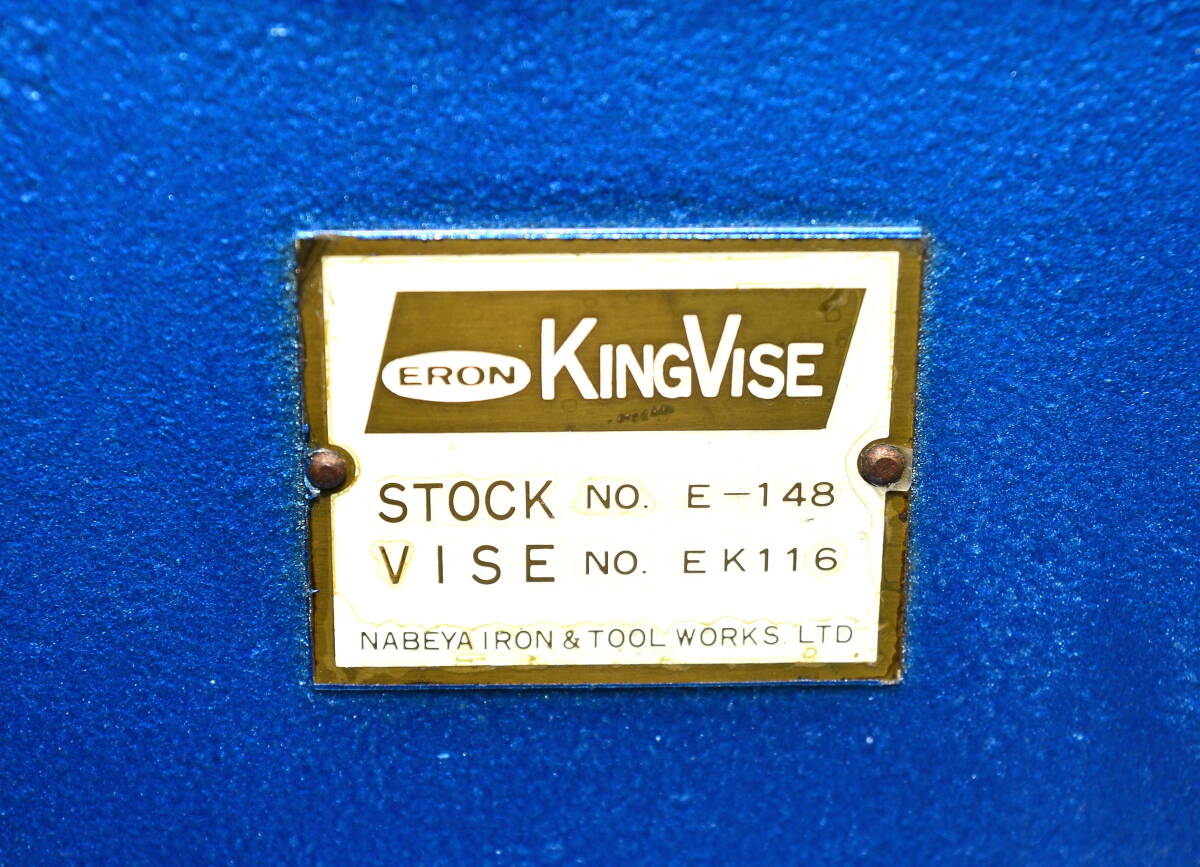 ERON KINGVISE
STOCK NO. E-148
VISE NO. EK116
NABEYA IRON & TOOL WORKS. LTD